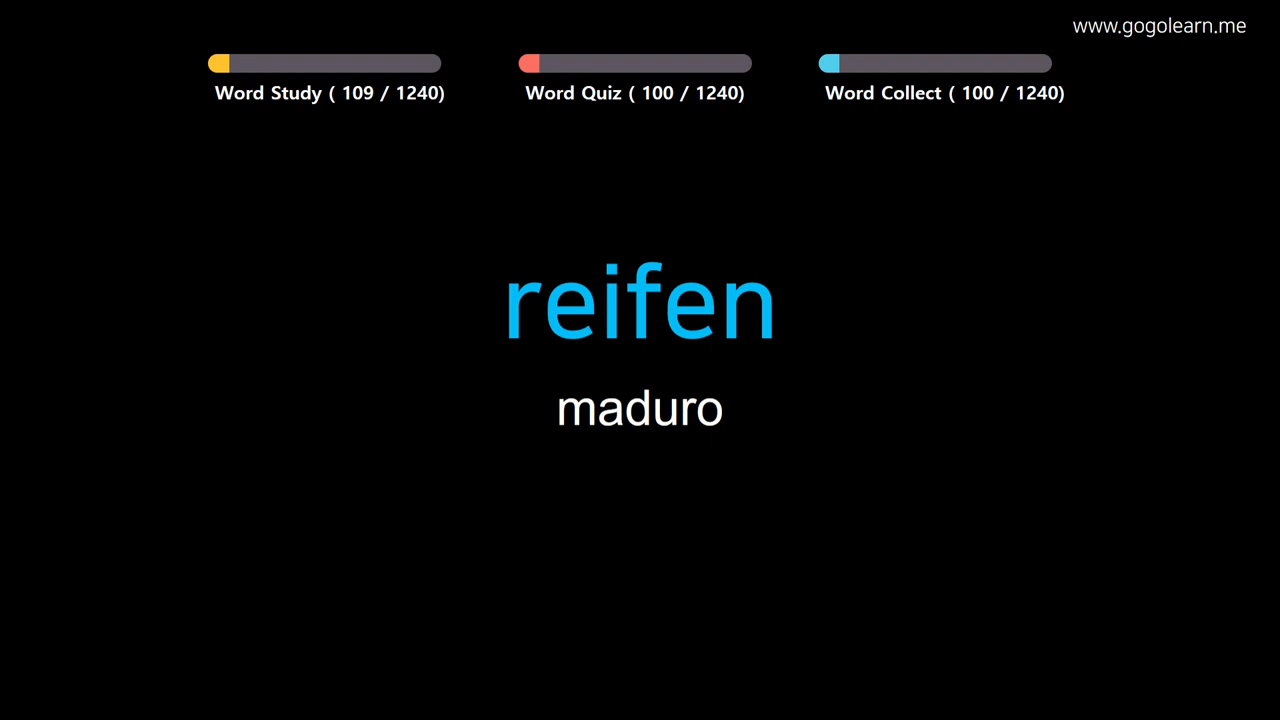 www.gogolearn.me
Word Study ( 109 / 1240)
Word Quiz ( 100 / 1240)
Word Collect ( 100 / 1240)
reifen
maduro